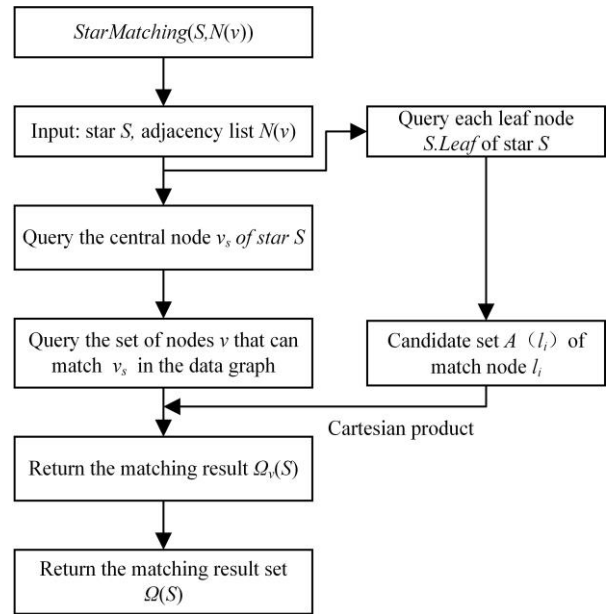 StarMatching(S,N(v))
Input: star S, adjacency list N(v)
Query each leaf node
S.Leaf of star S
Query the central node vₛ of star S
Query the set of nodes v that can
match vₛ in the data graph
Candidate set A（lᵢ）of
match node lᵢ
Cartesian product
Return the matching result Ωᵥ(S)
Return the matching result set
Ω(S)